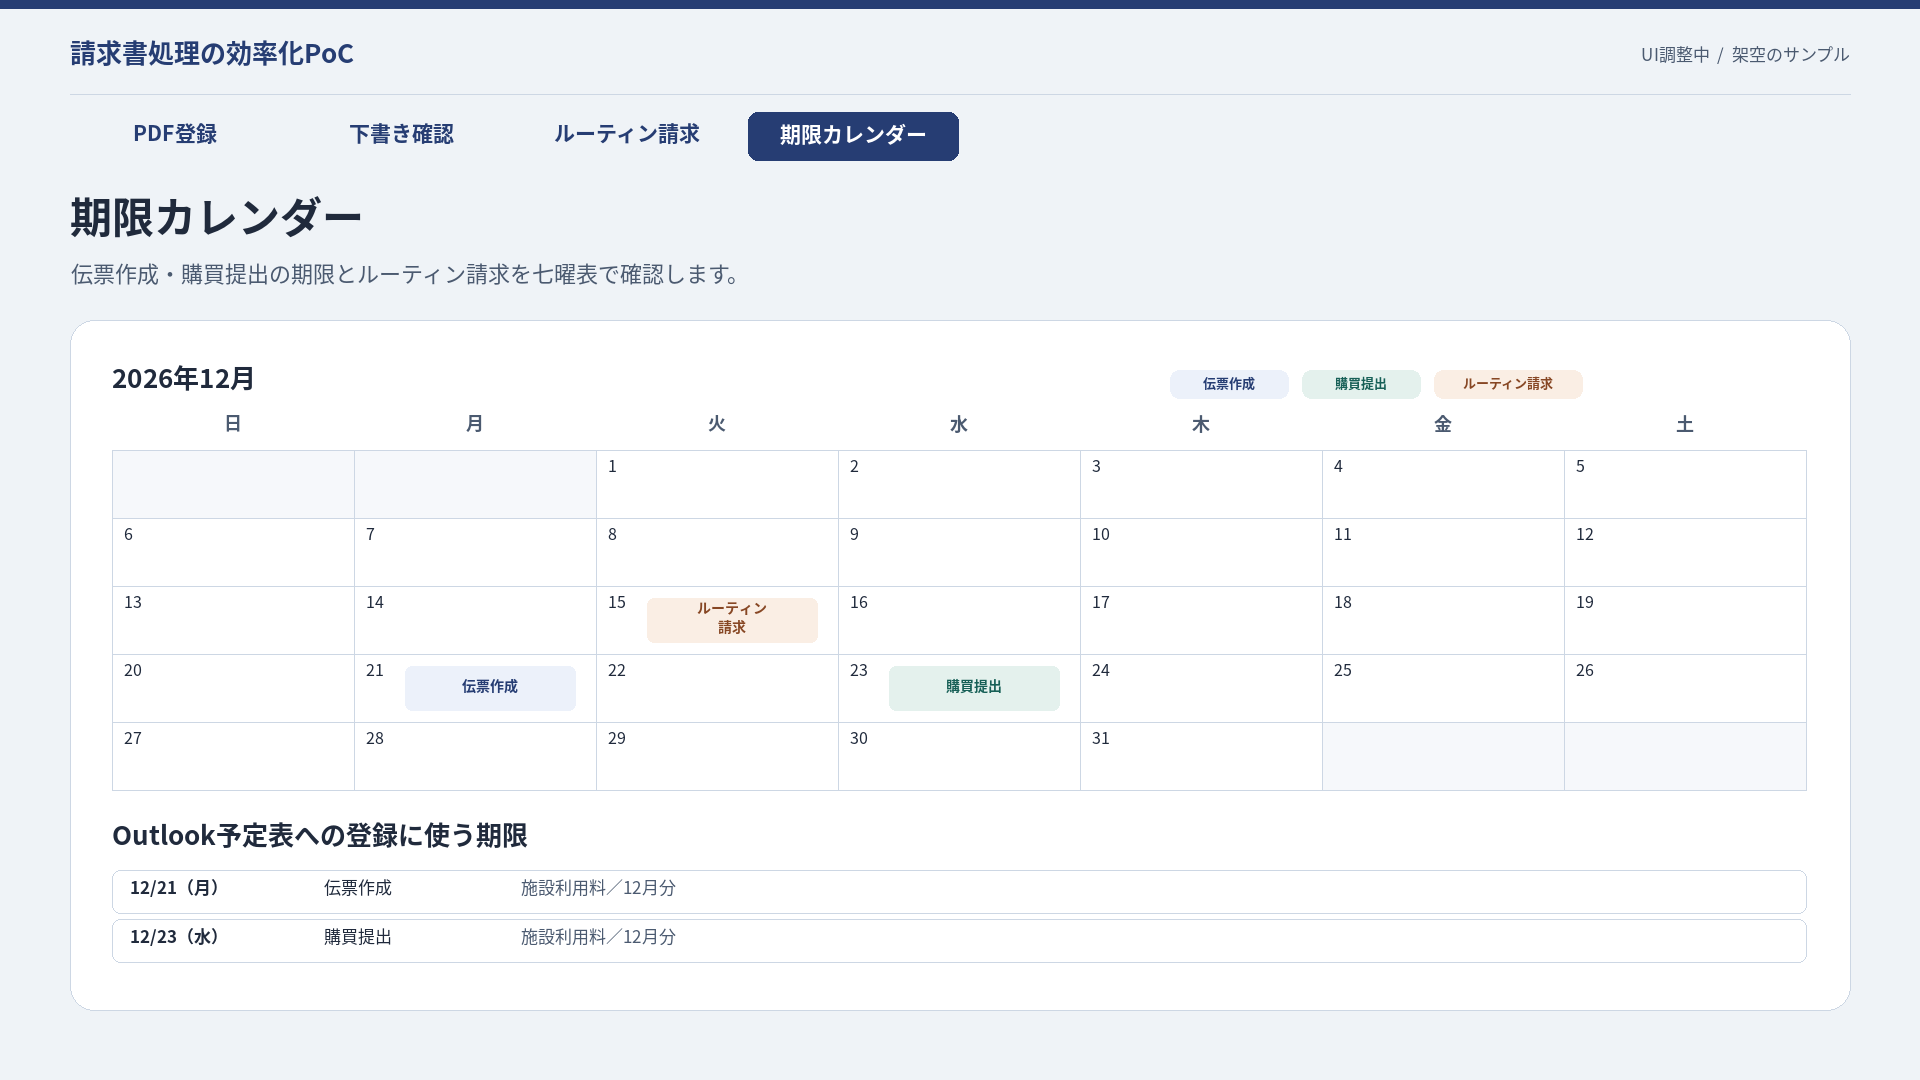 請求書処理の効率化PoC
UI調整中 / 架空のサンプル
PDF登録 下書き確認 ルーティン請求 期限カレンダー
期限カレンダー
伝票作成・購買提出の期限とルーティン請求を七曜表で確認します。
2026年12月
伝票作成 購買提出 ルーティン請求
日 月 火 水 木 金 土
1 2 3 4 5
6 7 8 9 10 11 12
13 14 15 ルーティン
請求
16 17 18 19
20 21 伝票作成 22 23 購買提出 24 25 26
27 28 29 30 31
Outlook予定表への登録に使う期限
12/21（月） 伝票作成 施設利用料／12月分
12/23（水） 購買提出 施設利用料／12月分